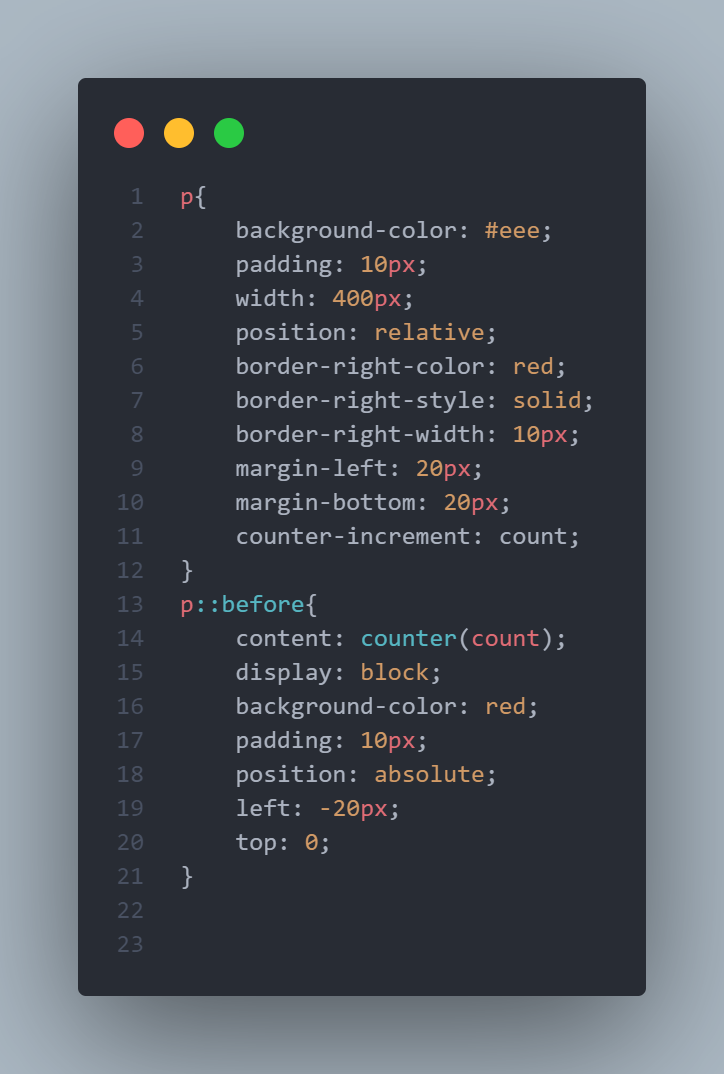 1 p{
2     background-color: #eee;
3     padding: 10px;
4     width: 400px;
5     position: relative;
6     border-right-color: red;
7     border-right-style: solid;
8     border-right-width: 10px;
9     margin-left: 20px;
10     margin-bottom: 20px;
11     counter-increment: count;
12 }
13 p::before{
14     content: counter(count);
15     display: block;
16     background-color: red;
17     padding: 10px;
18     position: absolute;
19     left: -20px;
20     top: 0;
21 }
22
23